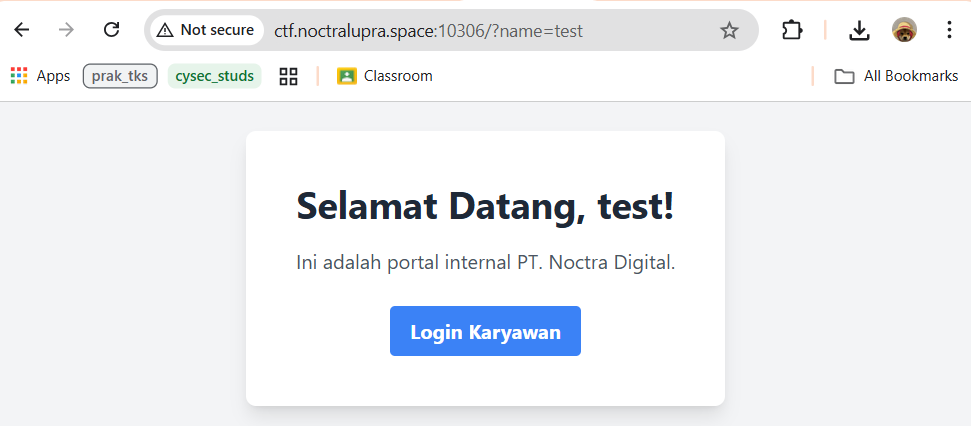 Not secure ctf.noctralupra.space:10306/?name=test
Apps prak_tks cysec_studs Classroom All Bookmarks
Selamat Datang, test!
Ini adalah portal internal PT. Noctra Digital.
Login Karyawan